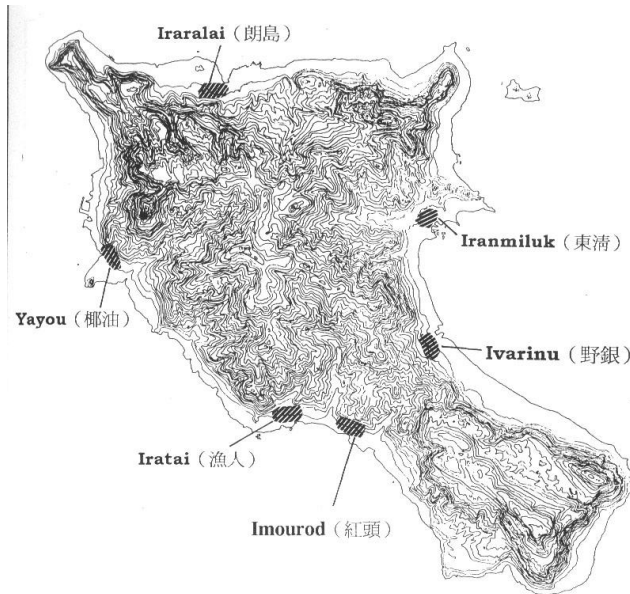 Iraralai（朗島）
Iranmiluk（東清）
Yayou（椰油）
Ivarinu（野銀）
Iratai（漁人）
Imourod（紅頭）